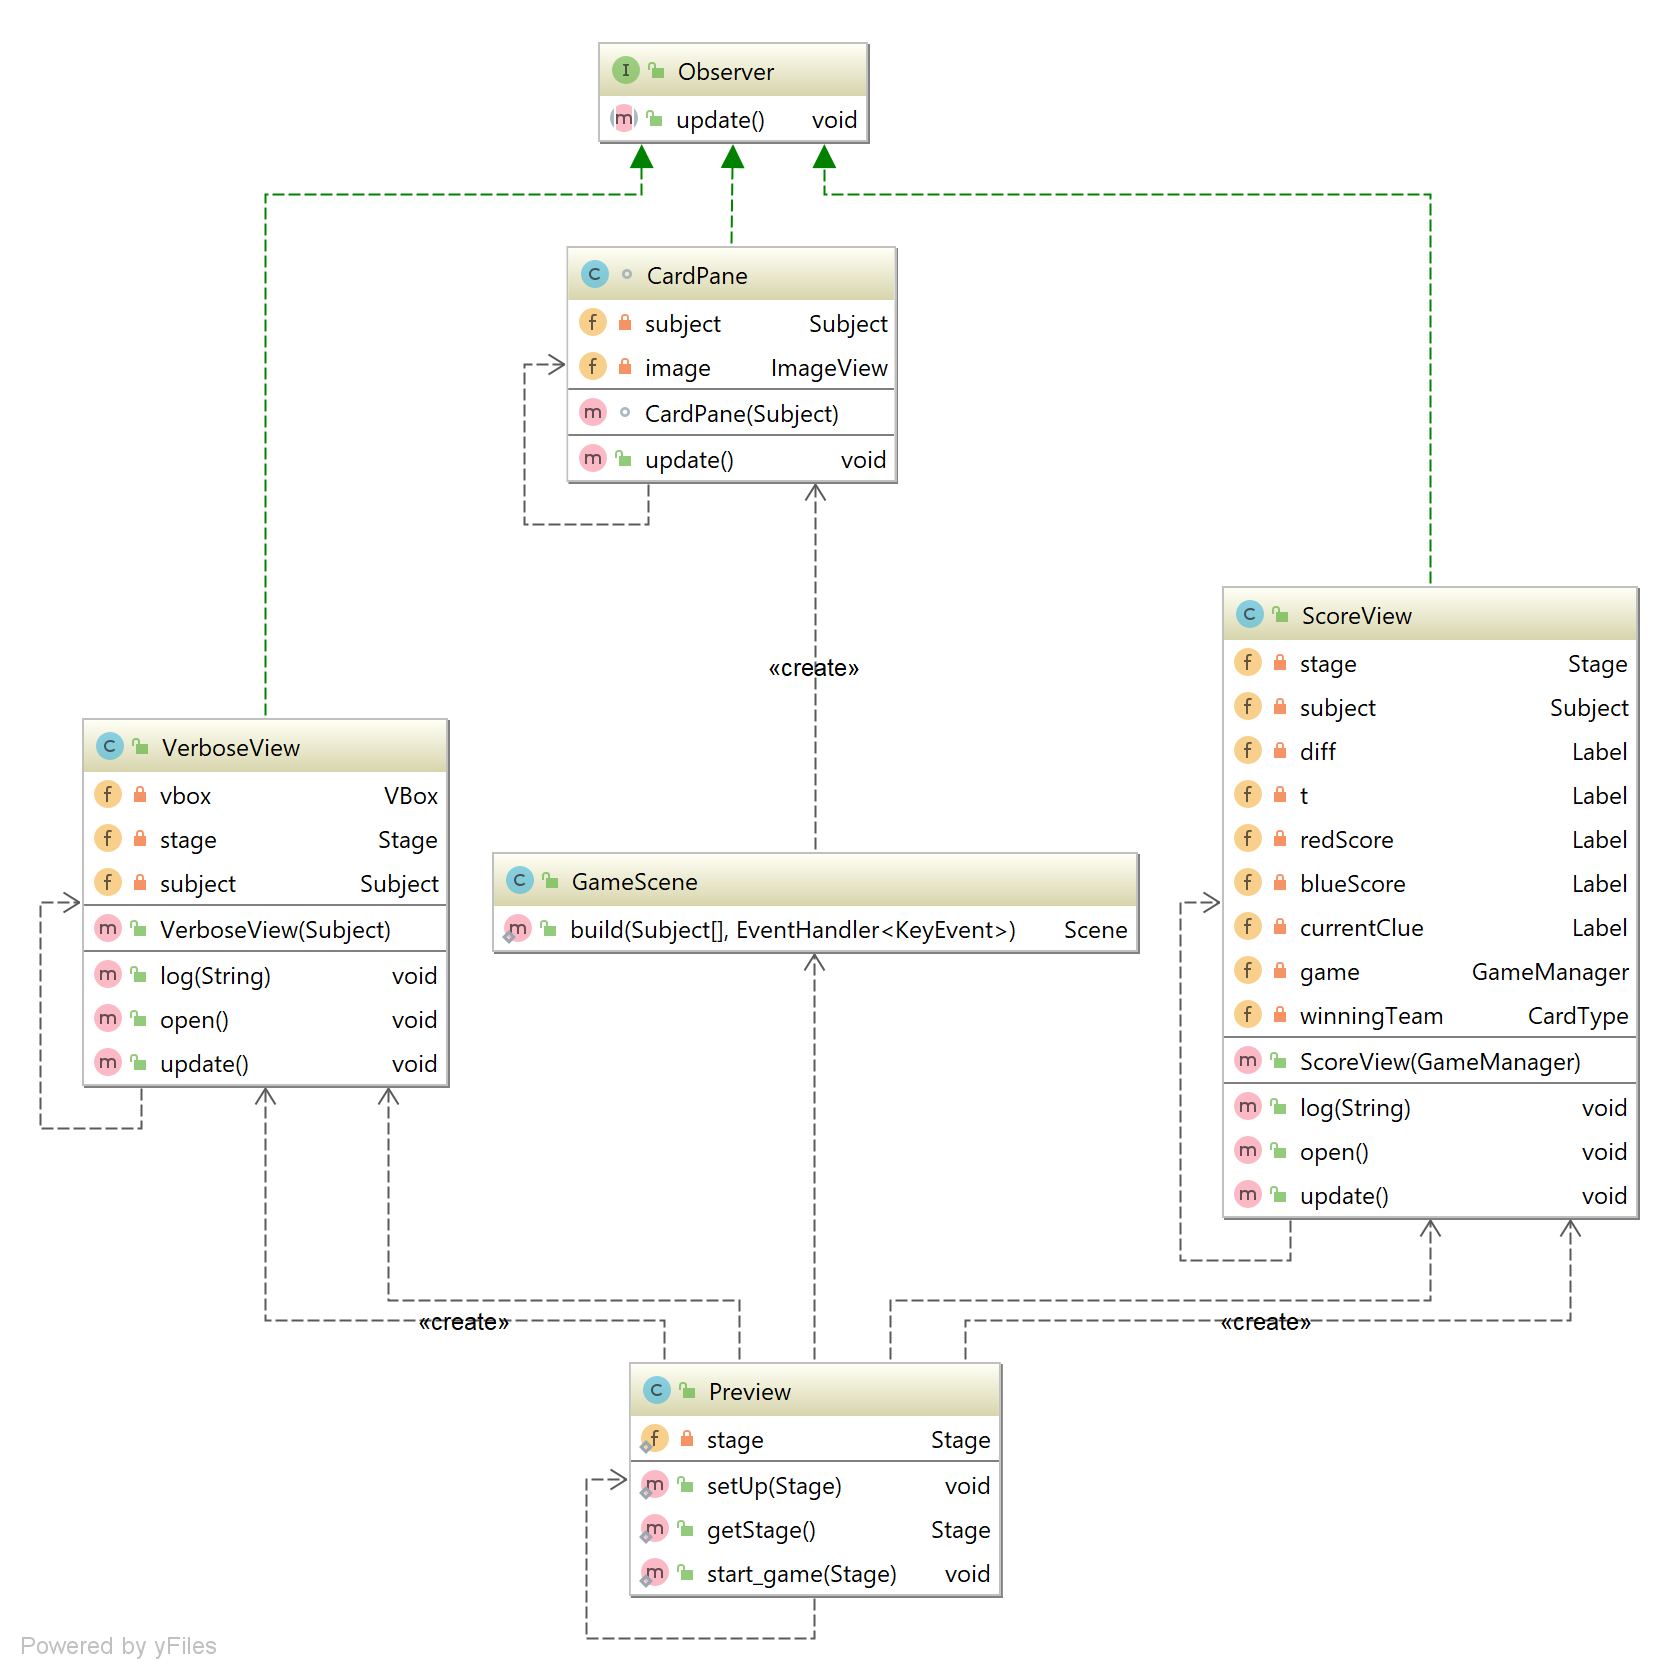 Observer
update() void
CardPane
subject Subject
image ImageView
CardPane(Subject)
update() void
«create»
ScoreView
stage Stage
subject Subject
diff Label
t Label
redScore Label
blueScore Label
currentClue Label
game GameManager
winningTeam CardType
ScoreView(GameManager)
log(String) void
open() void
update() void
VerboseView
vbox VBox
stage Stage
subject Subject
VerboseView(Subject)
log(String) void
open() void
update() void
GameScene
build(Subject[], EventHandler<KeyEvent>) Scene
«create»
«create»
Preview
stage Stage
setUp(Stage) void
getStage() Stage
start_game(Stage) void
Powered by yFiles